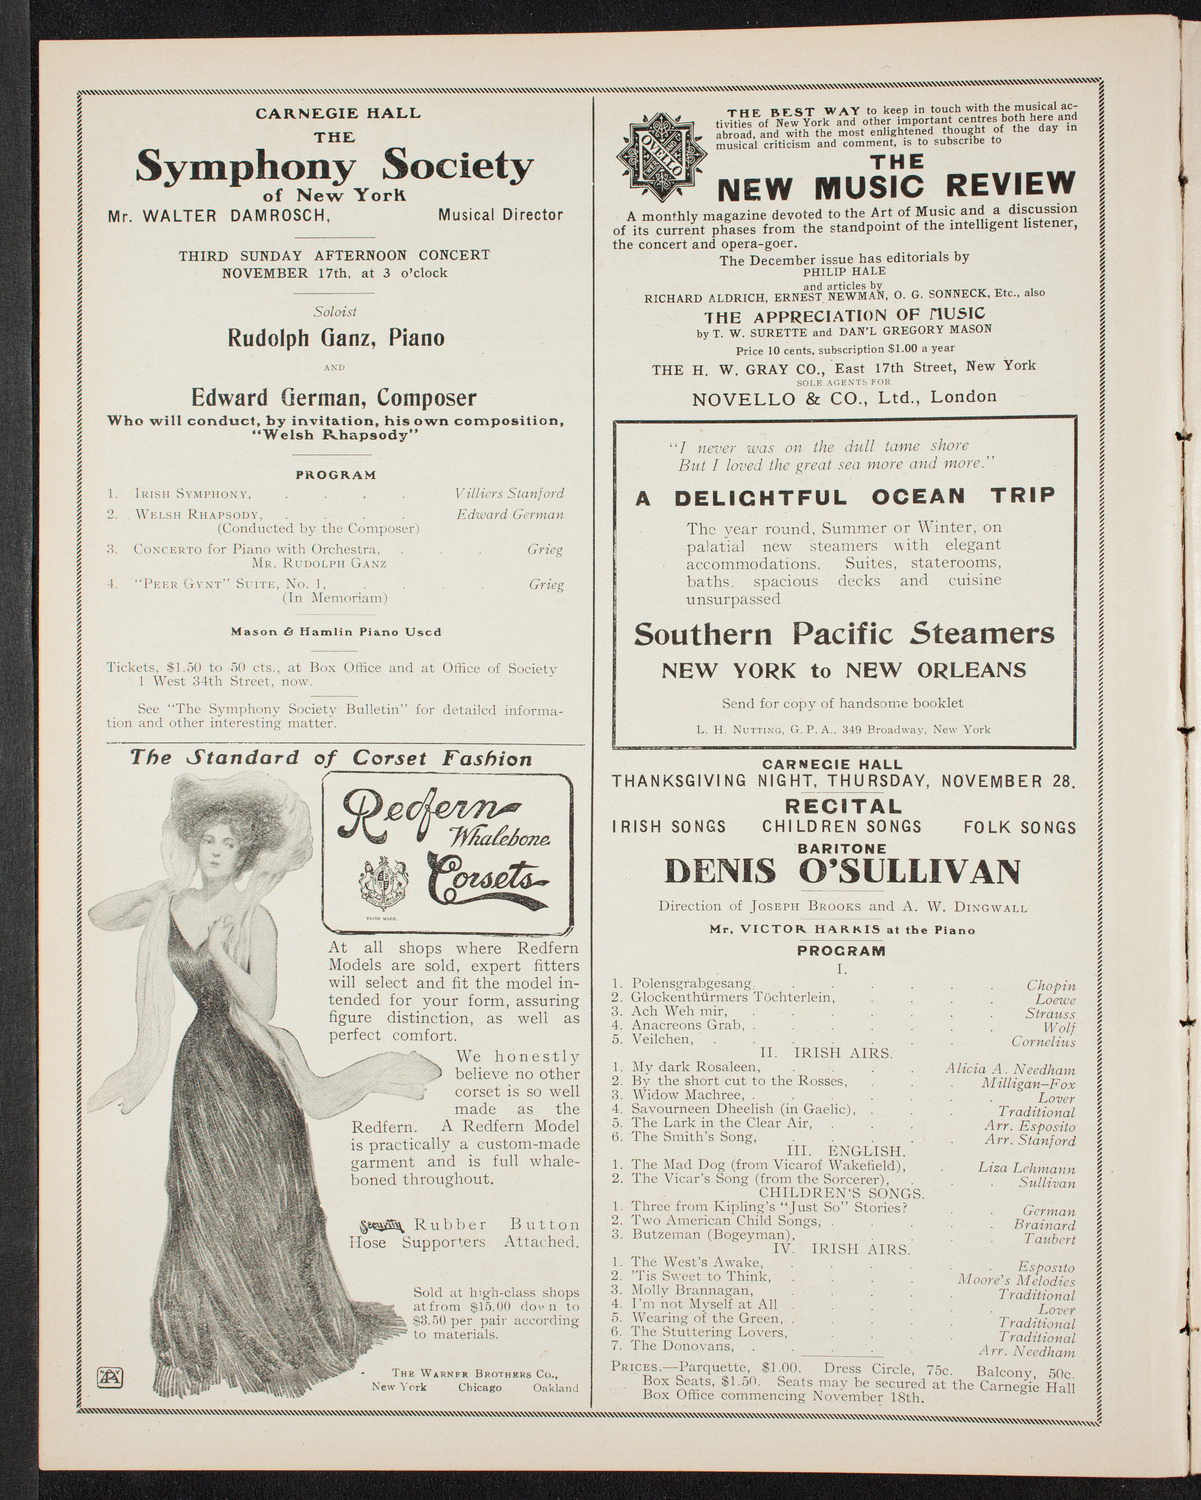 CARNEGIE HALL
THE
Symphony Society
of New York
Mr. WALTER DAMROSCH, Musical Director
THIRD SUNDAY AFTERNOON CONCERT
NOVEMBER 17th, at 3 o'clock
Soloist
Rudolph Ganz, Piano
AND
Edward German, Composer
Who will conduct, by invitation, his own composition,
"Welsh Rhapsody"
PROGRAM
1. IRISH SYMPHONY, . . . . Villiers Stanford
2. WELSH RHAPSODY, . . . Edward German
(Conducted by the Composer)
3. CONCERTO for Piano with Orchestra, . . . Grieg
MR. RUDOLPH GANZ
4. "PEER GYNT" SUITE, No. 1, . . . . Grieg
(In Memoriam)
Mason & Hamlin Piano Used
Tickets, $1.50 to 50 cts., at Box Office and at Office of Society
1 West 34th Street, now.
See "The Symphony Society Bulletin" for detailed informa-
tion and other interesting matter.
The Standard of Corset Fashion
Redfern
Whalebone
Corsets
TRADE MARK.
At all shops where Redfern
Models are sold, expert fitters
will select and fit the model in-
tended for your form, assuring
figure distinction, as well as
perfect comfort.
We honestly
believe no other
corset is so well
made as the
Redfern. A Redfern Model
is practically a custom-made
garment and is full whale-
boned throughout.
Security Rubber Button
Hose Supporters Attached.
Sold at high-class shops
at from $15.00 down to
$3.50 per pair according
to materials.
THE WARNER BROTHERS CO.,
New York Chicago Oakland
NOVELLO
THE BEST WAY to keep in touch with the musical ac-
tivities of New York and other important centres both here and
abroad, and with the most enlightened thought of the day in
musical criticism and comment, is to subscribe to
THE
NEW MUSIC REVIEW
A monthly magazine devoted to the Art of Music and a discussion
of its current phases from the standpoint of the intelligent listener,
the concert and opera-goer.
The December issue has editorials by
PHILIP HALE
and articles by
RICHARD ALDRICH, ERNEST NEWMAN, O. G. SONNECK, Etc., also
THE APPRECIATION OF MUSIC
by T. W. SURETTE and DAN'L GREGORY MASON
Price 10 cents, subscription $1.00 a year
THE H. W. GRAY CO., East 17th Street, New York
SOLE AGENTS FOR
NOVELLO & CO., Ltd., London
"I never was on the dull tame shore
But I loved the great sea more and more."
A DELIGHTFUL OCEAN TRIP
The year round, Summer or Winter, on
palatial new steamers with elegant
accommodations. Suites, staterooms,
baths, spacious decks and cuisine
unsurpassed
Southern Pacific Steamers
NEW YORK to NEW ORLEANS
Send for copy of handsome booklet
L. H. NUTTING, G. P. A., 349 Broadway, New York
CARNEGIE HALL
THANKSGIVING NIGHT, THURSDAY, NOVEMBER 28.
RECITAL
IRISH SONGS CHILDREN SONGS FOLK SONGS
BARITONE
DENIS O'SULLIVAN
Direction of JOSEPH BROOKS and A. W. DINGWALL
Mr. VICTOR HARRIS at the Piano
PROGRAM
I.
1. Polensgrabgesang, . . . . . Chopin
2. Glockenthürmers Töchterlein, . . . . Loewe
3. Ach Weh mir, . . . . . . Strauss
4. Anacreons Grab, . . . . . . Wolf
5. Veilchen, . . . . . . Cornelius
II. IRISH AIRS.
1. My dark Rosaleen, . . . Alicia A. Needham
2. By the short cut to the Rosses, . . Milligan-Fox
3. Widow Machree, . . . . . . Lover
4. Savourneen Dheelish (in Gaelic), . . . Traditional
5. The Lark in the Clear Air, . . . Arr. Esposito
6. The Smith's Song, . . . . Arr. Stanford
III. ENGLISH.
1. The Mad Dog (from Vicarof Wakefield), . Liza Lehmann
2. The Vicar's Song (from the Sorcerer), . . . Sullivan
CHILDREN'S SONGS.
1. Three from Kipling's "Just So" Stories? . . German
2. Two American Child Songs, . . . . Brainard
3. Butzeman (Bogeyman), . . . . Taubert
IV. IRISH AIRS.
1. The West's Awake, . . . . . Esposito
2. 'Tis Sweet to Think, . . . . Moore's Melodies
3. Molly Brannagan, . . . . Traditional
4. I'm not Myself at All . . . . . Lover
5. Wearing of the Green, . . . . . Traditional
6. The Stuttering Lovers, . . . . Traditional
7. The Donovans, . . . . . Arr. Needham
PRICES.—Parquette, $1.00. Dress Circle, 75c. Balcony, 50c.
Box Seats, $1.50. Seats may be secured at the Carnegie Hall
Box Office commencing November 18th.